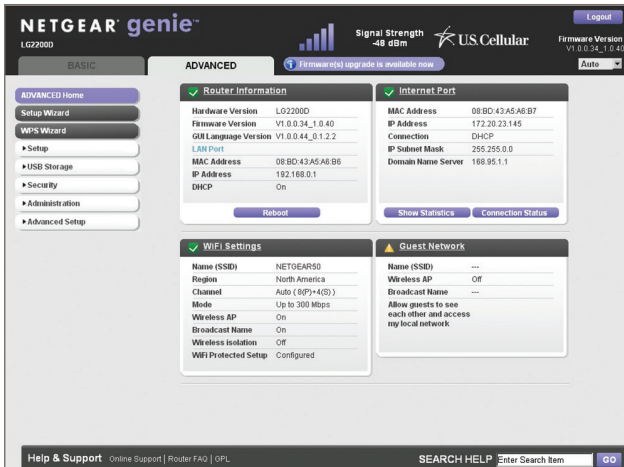 NETGEAR® genie™
LG2200D
Signal Strength
-48 dBm
U.S. Cellular
Logout
Firmware Version
V1.0.0.34_1.0.40
BASIC
ADVANCED
Firmware(s) upgrade is available now
Auto
ADVANCED Home
Setup Wizard
WPS Wizard
Setup
USB Storage
Security
Administration
Advanced Setup
Router Information
Hardware Version LG2200D
Firmware Version V1.0.0.34_1.0.40
GUI Language Version V1.0.0.44_0.1.2.2
LAN Port
MAC Address 08:BD:43:A5:A6:B6
IP Address 192.168.0.1
DHCP On
Reboot
Internet Port
MAC Address 08:BD:43:A5:A6:B7
IP Address 172.20.23.145
Connection DHCP
IP Subnet Mask 255.255.0.0
Domain Name Server 168.95.1.1
Show Statistics Connection Status
WiFi Settings
Name (SSID) NETGEAR50
Region North America
Channel Auto ( 8(P)+4(S) )
Mode Up to 300 Mbps
Wireless AP On
Broadcast Name On
Wireless isolation Off
WiFi Protected Setup Configured
Guest Network
Name (SSID) ---
Wireless AP Off
Broadcast Name ---
Allow guests to see
each other and access
my local network
Help & Support Online Support | Router FAQ | GPL
SEARCH HELP Enter Search Item GO